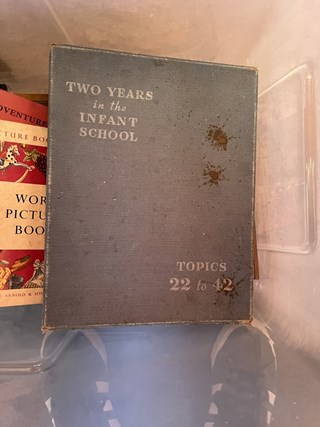 TWO YEARS
in the
INFANT
SCHOOL
TOPICS
22 to 42
WOR
PICTU
BOO